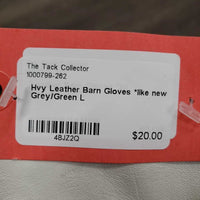 The Tack Collector
1000799-262
Hvy Leather Barn Gloves *like new
Grey/Green L
$20.00
4BJZ2Q